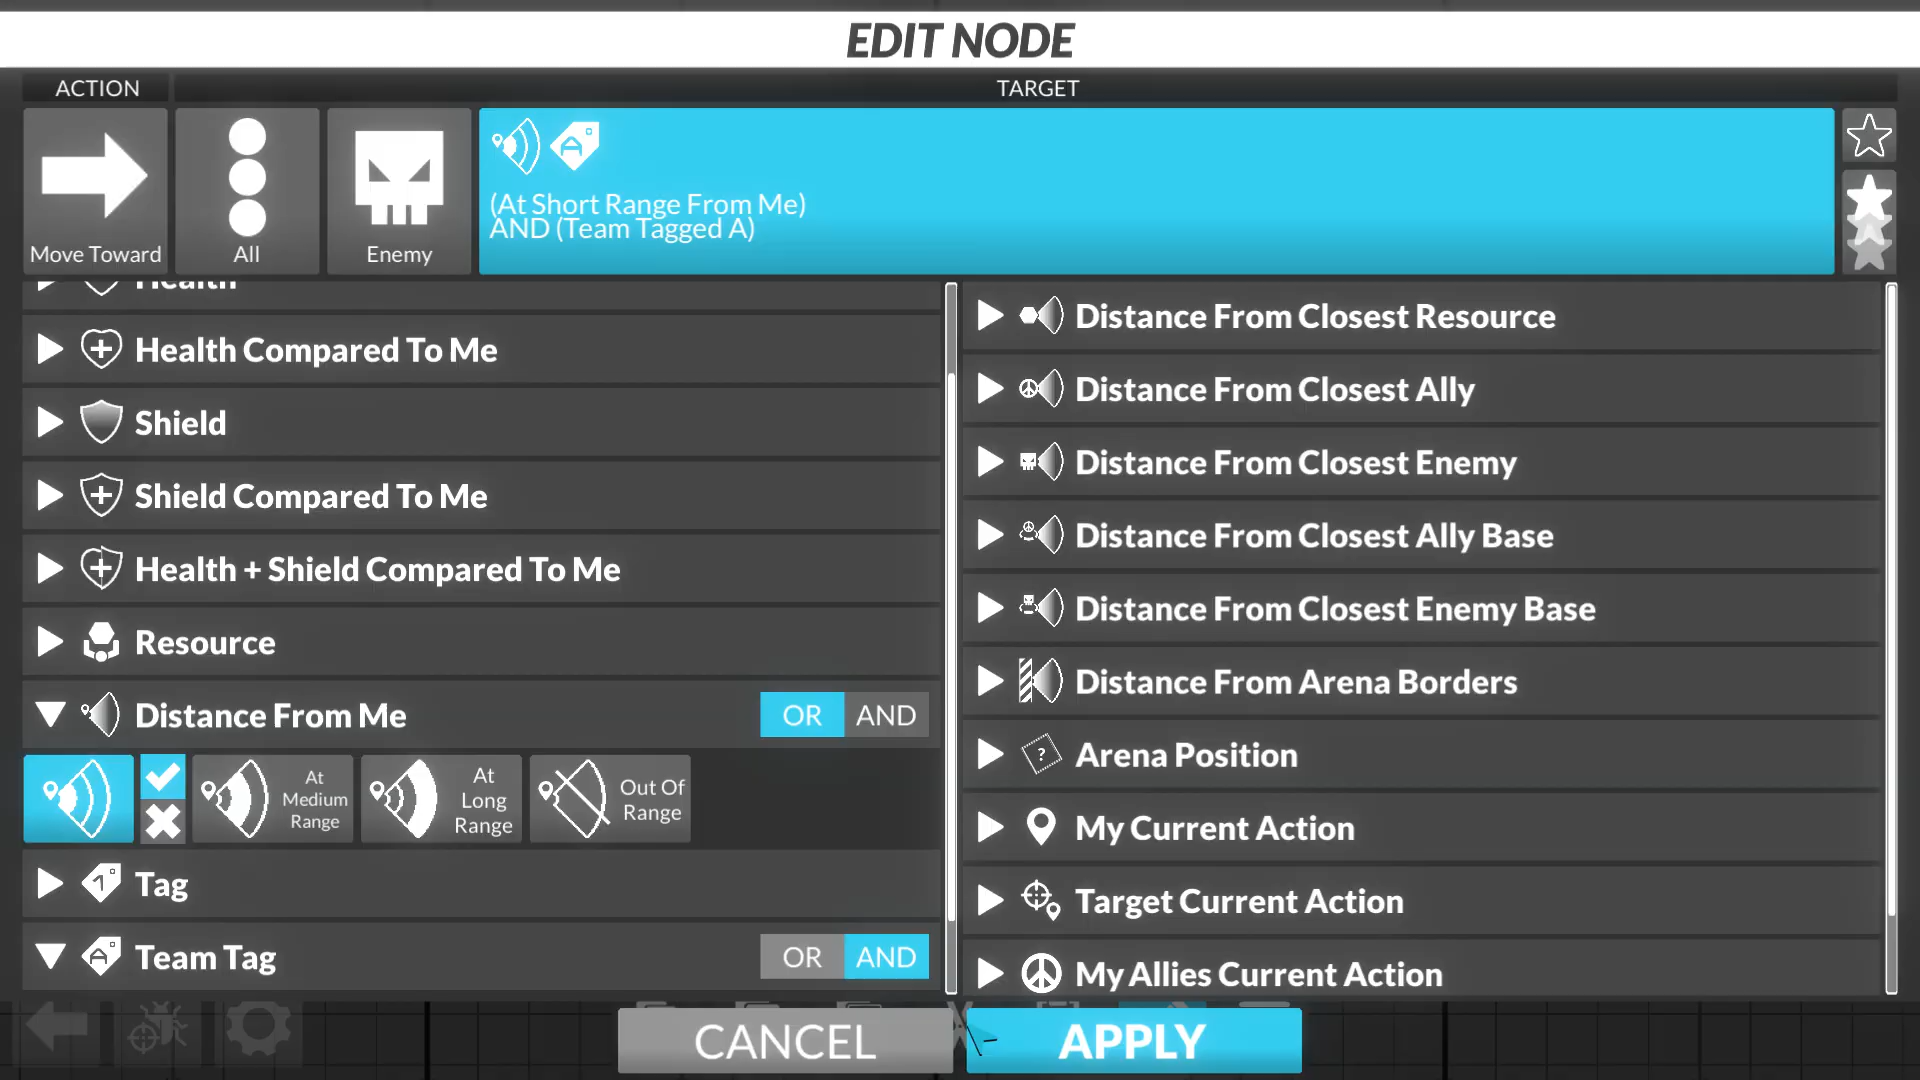 EDIT NODE
ACTION
TARGET
Move Toward
All
Enemy
(At Short Range From Me)
AND (Team Tagged A)
Health
Health Compared To Me
Shield
Shield Compared To Me
Health + Shield Compared To Me
Resource
Distance From Me
OR
AND
At
Medium
Range
At
Long
Range
Out Of
Range
Tag
Team Tag
OR
AND
Distance From Closest Resource
Distance From Closest Ally
Distance From Closest Enemy
Distance From Closest Ally Base
Distance From Closest Enemy Base
Distance From Arena Borders
Arena Position
My Current Action
Target Current Action
My Allies Current Action
CANCEL
APPLY